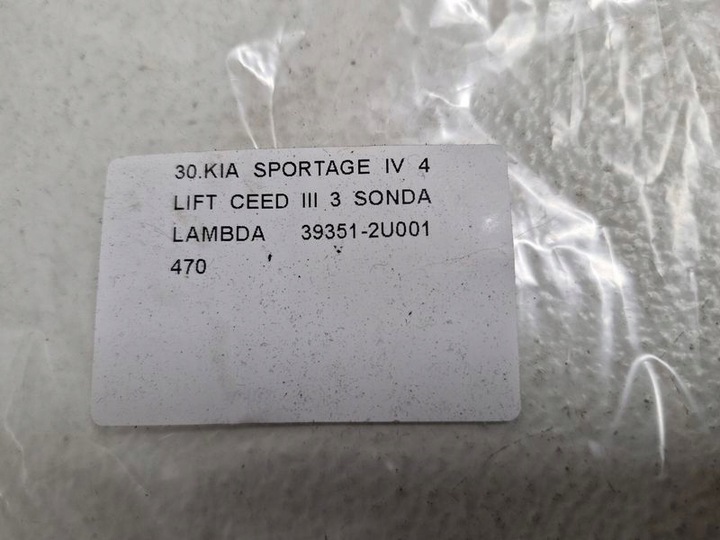 30.KIA SPORTAGE IV 4
LIFT CEED III 3 SONDA
LAMBDA 39351-2U001
470